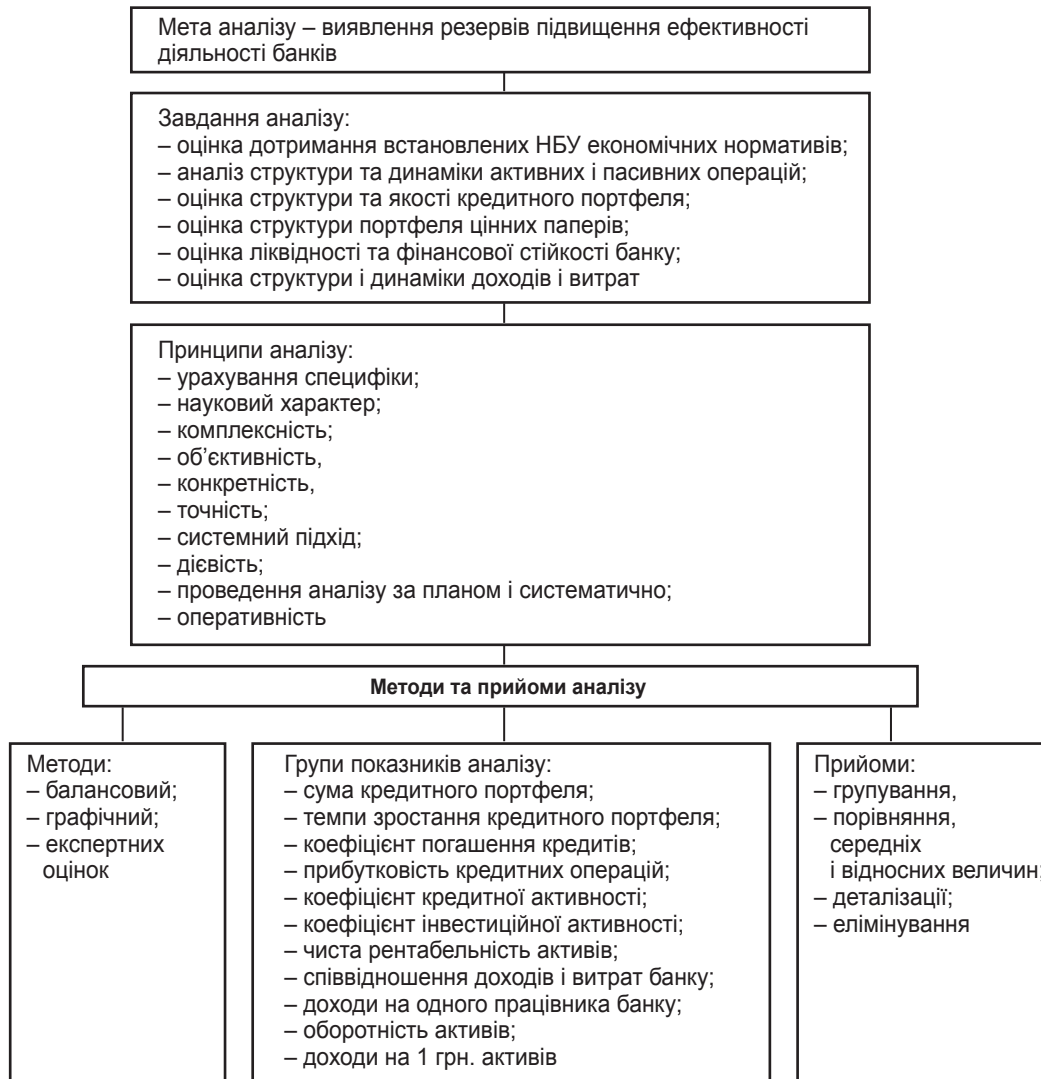 Мета аналізу – виявлення резервів підвищення ефективності
діяльності банків
Завдання аналізу:
– оцінка дотримання встановлених НБУ економічних нормативів;
– аналіз структури та динаміки активних і пасивних операцій;
– оцінка структури та якості кредитного портфеля;
– оцінка структури портфеля цінних паперів;
– оцінка ліквідності та фінансової стійкості банку;
– оцінка структури і динаміки доходів і витрат
Принципи аналізу:
– урахування специфіки;
– науковий характер;
– комплексність;
– об’єктивність,
– конкретність,
– точність;
– системний підхід;
– дієвість;
– проведення аналізу за планом і систематично;
– оперативність
Методи та прийоми аналізу
Методи:
– балансовий;
– графічний;
– експертних
оцінок
Групи показників аналізу:
– сума кредитного портфеля;
– темпи зростання кредитного портфеля;
– коефіцієнт погашення кредитів;
– прибутковість кредитних операцій;
– коефіцієнт кредитної активності;
– коефіцієнт інвестиційної активності;
– чиста рентабельність активів;
– співвідношення доходів і витрат банку;
– доходи на одного працівника банку;
– оборотність активів;
– доходи на 1 грн. активів
Прийоми:
– групування,
– порівняння,
середніх
і відносних величин;
– деталізації;
– елімінування